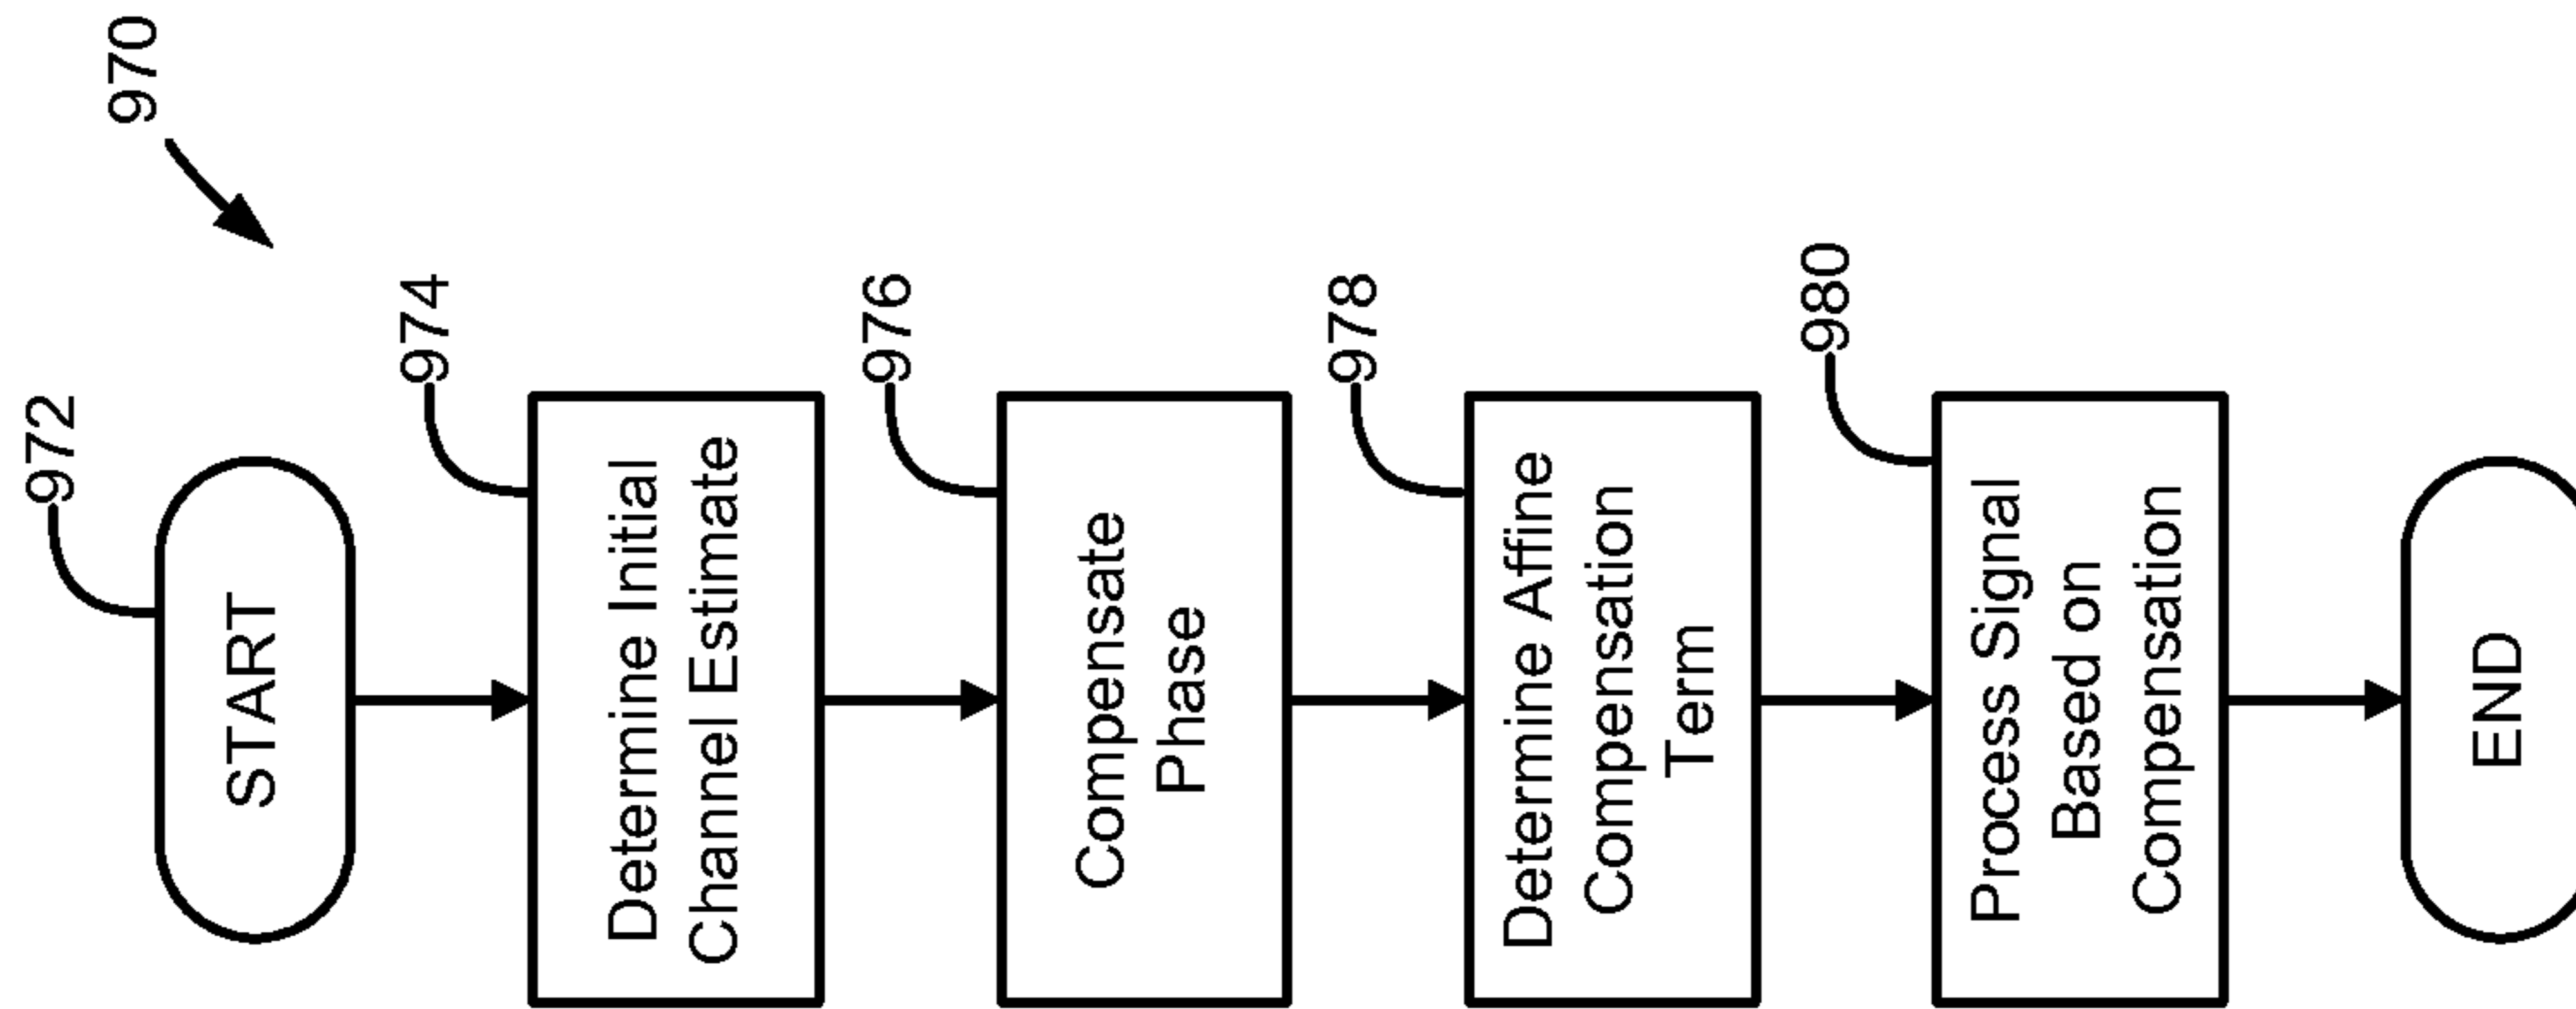 970
972
START
974
Determine Initial
Channel Estimate
976
Compensate
Phase
978
Determine Affine
Compensation
Term
980
Process Signal
Based on
Compensation
END